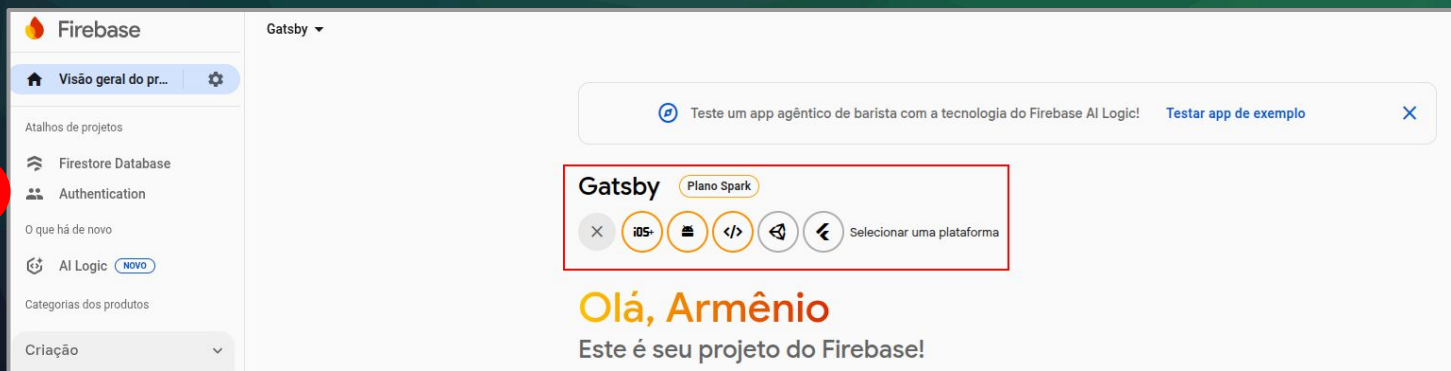 Firebase
Gatsby
Visão geral do pr...
Teste um app agêntico de barista com a tecnologia do Firebase AI Logic! Testar app de exemplo
Atalhos de projetos
Firestore Database
Authentication
O que há de novo
AI Logic NOVO
Categorias dos produtos
Criação
Gatsby Plano Spark
iOS+ </> Selecionar uma plataforma
Olá, Armênio
Este é seu projeto do Firebase!